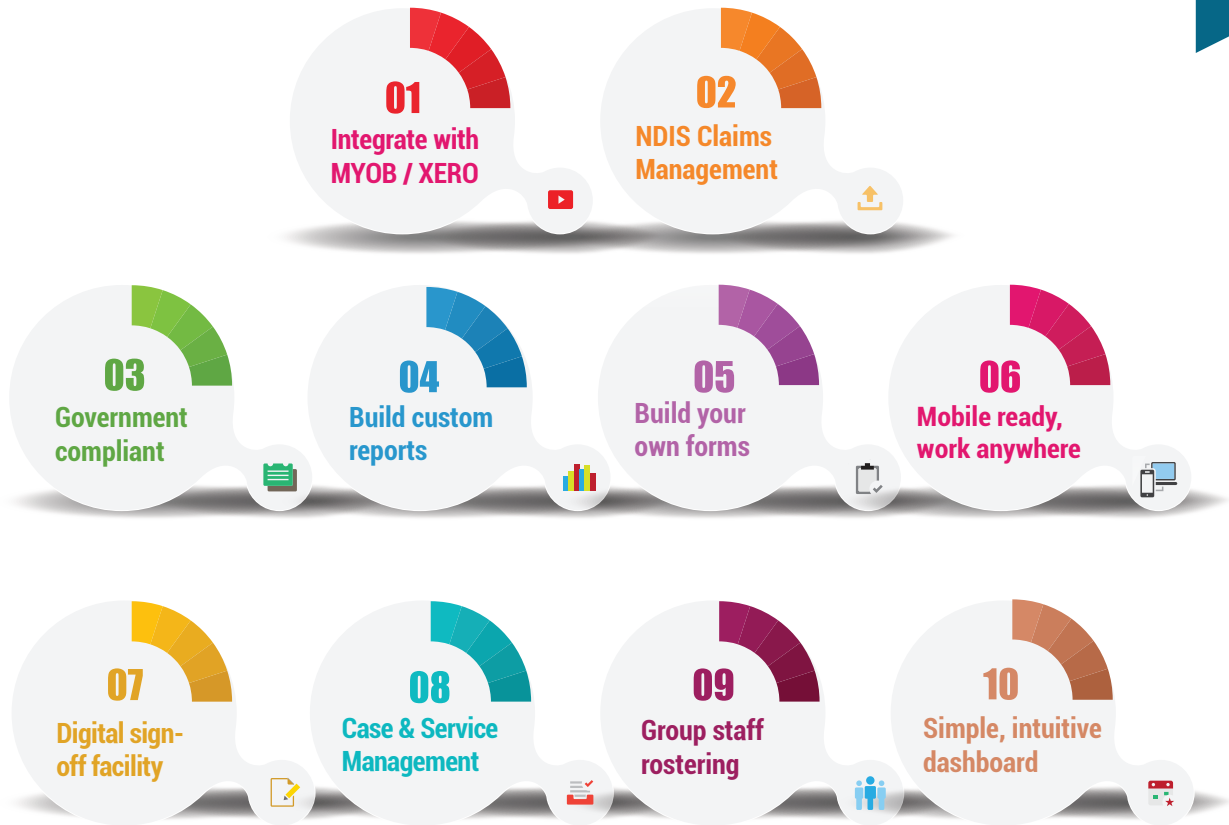 01
Integrate with
MYOB / XERO
02
NDIS Claims
Management
03
Government
compliant
04
Build custom
reports
05
Build your
own forms
06
Mobile ready,
work anywhere
07
Digital sign-
off facility
08
Case & Service
Management
09
Group staff
rostering
10
Simple, intuitive
dashboard